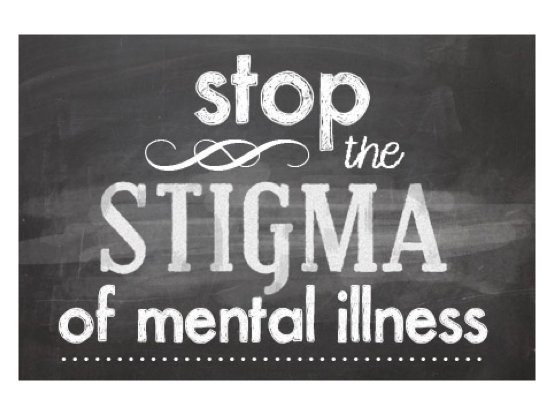 stop
the
STIGMA
of mental illness